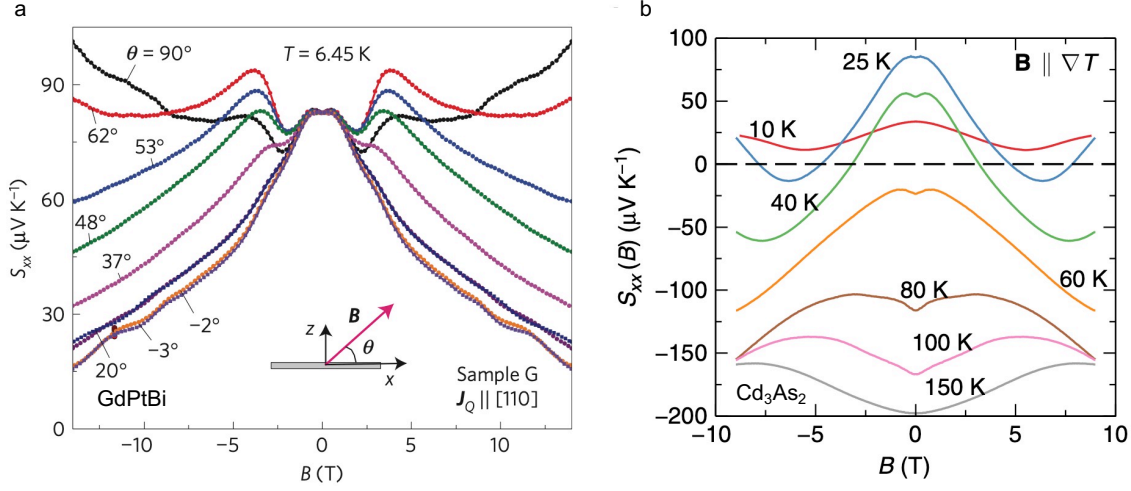 a
θ = 90°
T = 6.45 K
62°
53°
48°
37°
20°
−3°
−2°
B
z
θ
x
GdPtBi
Sample G
J_Q || [110]
90
60
30
0
−10
−5
0
5
10
S_xx (μV K⁻¹)
B (T)
b
B || ∇T
25 K
10 K
40 K
60 K
80 K
100 K
150 K
Cd₃As₂
100
50
0
−50
−100
−150
−200
−10
−5
0
5
10
S_xx(B) (μV K⁻¹)
B (T)